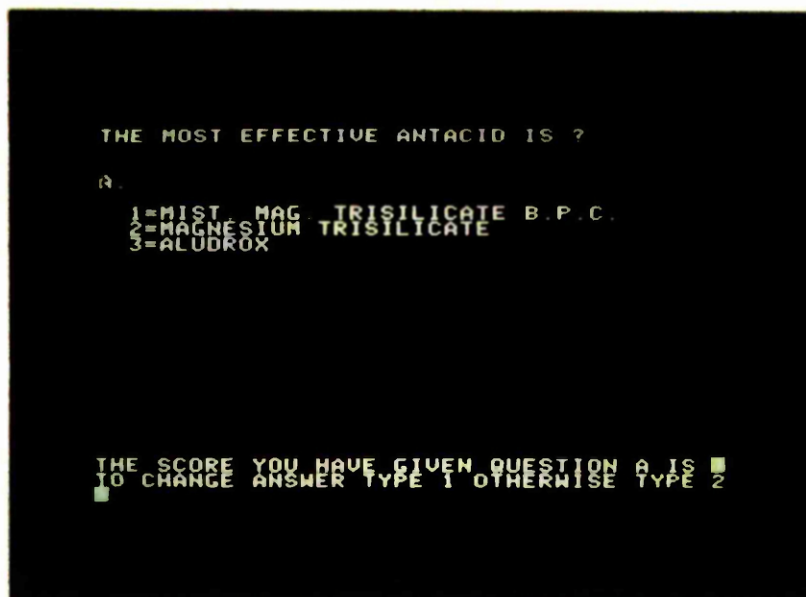 THE MOST EFFECTIVE ANTACID IS ?
A.
1=MIST. MAG. TRISILICATE B.P.C.
2=MAGNESIUM TRISILICATE
3=ALUDROX
THE SCORE YOU HAVE GIVEN QUESTION A IS
TO CHANGE ANSWER TYPE 1 OTHERWISE TYPE 2